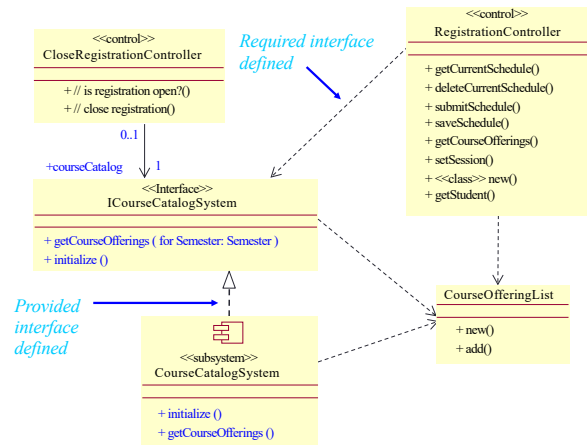 <<control>>
CloseRegistrationController
+ // is registration open?()
+ // close registration()
0..1
+courseCatalog
1
Required interface
defined
<<control>>
RegistrationController
+ getCurrentSchedule()
+ deleteCurrentSchedule()
+ submitSchedule()
+ saveSchedule()
+ getCourseOfferings()
+ setSession()
+ <<class>> new()
+ getStudent()
<<Interface>>
ICourseCatalogSystem
+ getCourseOfferings ( for Semester: Semester )
+ initialize ()
Provided
interface
defined
<<subsystem>>
CourseCatalogSystem
+ initialize ()
+ getCourseOfferings ()
CourseOfferingList
+ new()
+ add()